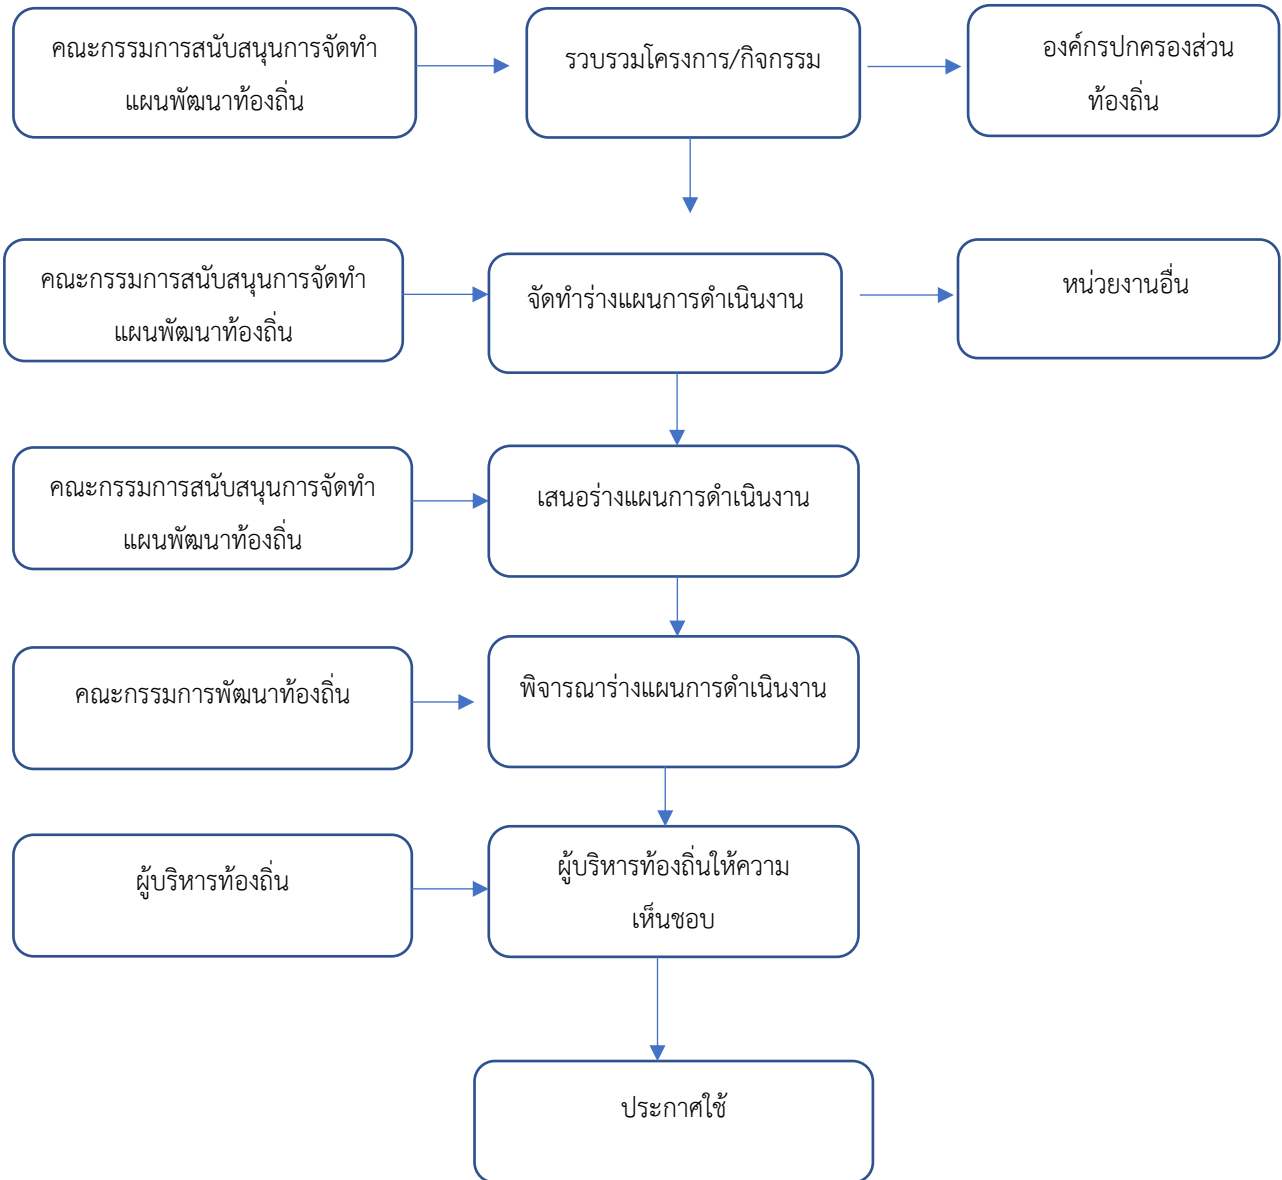 คณะกรรมการสนับสนุนการจัดทำ
แผนพัฒนาท้องถิ่น
รวบรวมโครงการ/กิจกรรม
องค์กรปกครองส่วน
ท้องถิ่น
คณะกรรมการสนับสนุนการจัดทำ
แผนพัฒนาท้องถิ่น
จัดทำร่างแผนการดำเนินงาน
หน่วยงานอื่น
คณะกรรมการสนับสนุนการจัดทำ
แผนพัฒนาท้องถิ่น
เสนอร่างแผนการดำเนินงาน
คณะกรรมการพัฒนาท้องถิ่น
พิจารณาร่างแผนการดำเนินงาน
ผู้บริหารท้องถิ่น
ผู้บริหารท้องถิ่นให้ความ
เห็นชอบ
ประกาศใช้